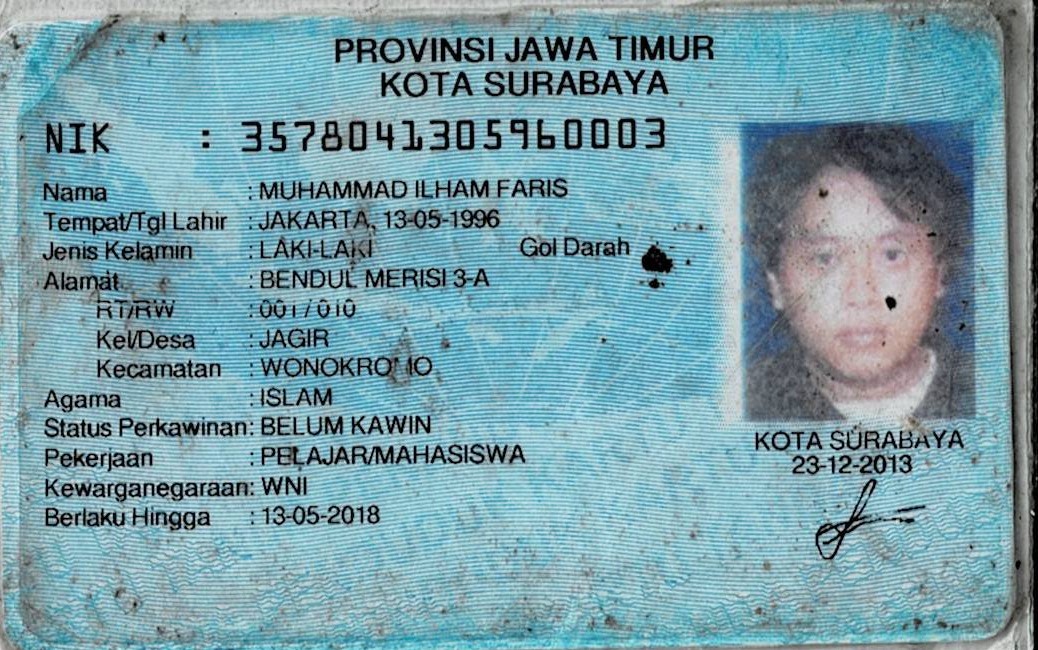 PROVINSI JAWA TIMUR
KOTA SURABAYA
NIK : 3578041305960003
Nama : MUHAMMAD ILHAM FARIS
Tempat/Tgl Lahir : JAKARTA, 13-05-1996
Jenis Kelamin : LAKI-LAKI Gol Darah
Alamat : BENDUL MERISI 3-A
RT/RW : 001 / 010
Kel/Desa : JAGIR
Kecamatan : WONOKROMO
Agama : ISLAM
Status Perkawinan: BELUM KAWIN
Pekerjaan : PELAJAR/MAHASISWA
Kewarganegaraan: WNI
Berlaku Hingga : 13-05-2018
KOTA SURABAYA
23-12-2013